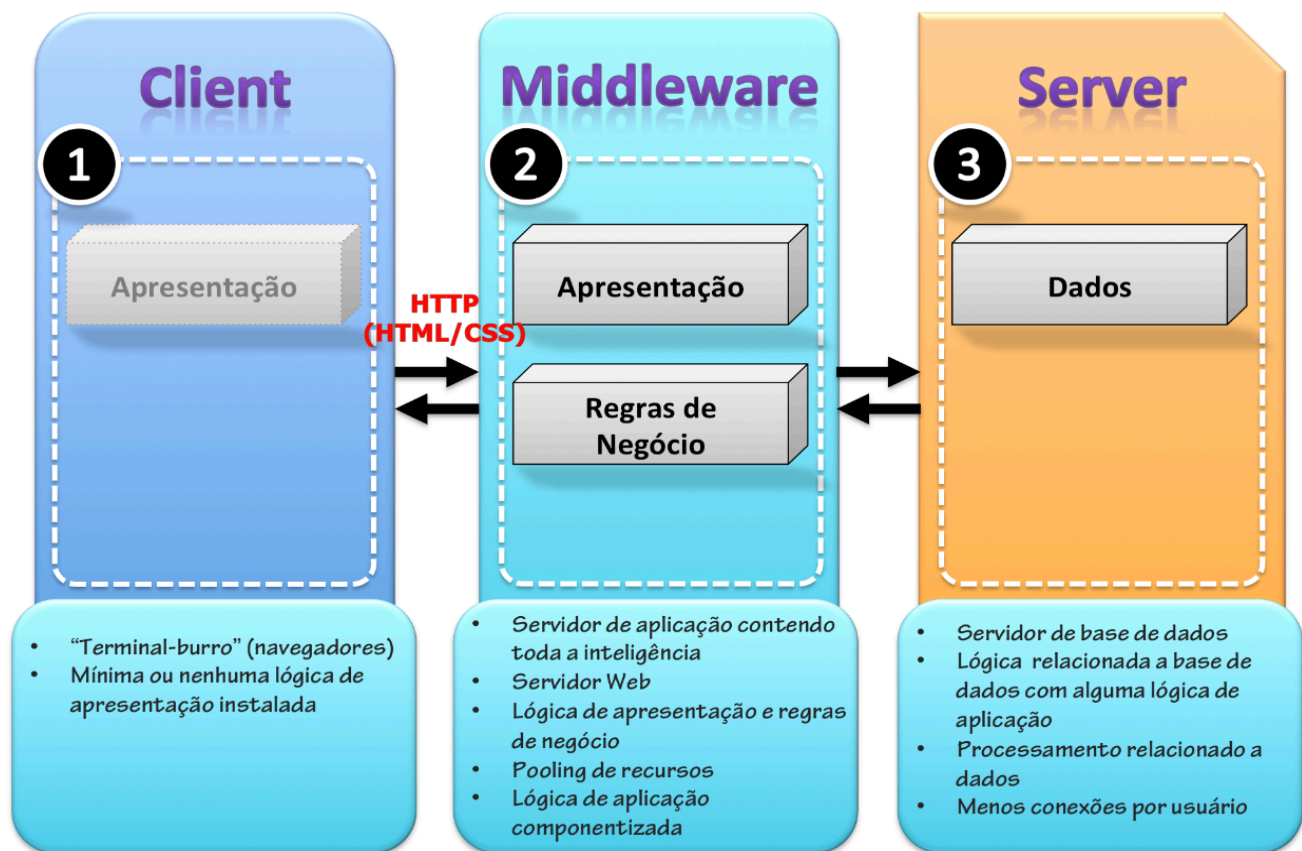 Client
1
Apresentação
• “Terminal-burro” (navegadores)
• Mínima ou nenhuma lógica de
apresentação instalada
HTTP
(HTML/CSS)
Middleware
2
Apresentação
Regras de
Negócio
• Servidor de aplicação contendo
toda a inteligência
• Servidor Web
• Lógica de apresentação e regras
de negócio
• Pooling de recursos
• Lógica de aplicação
componentizada
Server
3
Dados
• Servidor de base de dados
• Lógica relacionada a base de
dados com alguma lógica de
aplicação
• Processamento relacionado a
dados
• Menos conexões por usuário